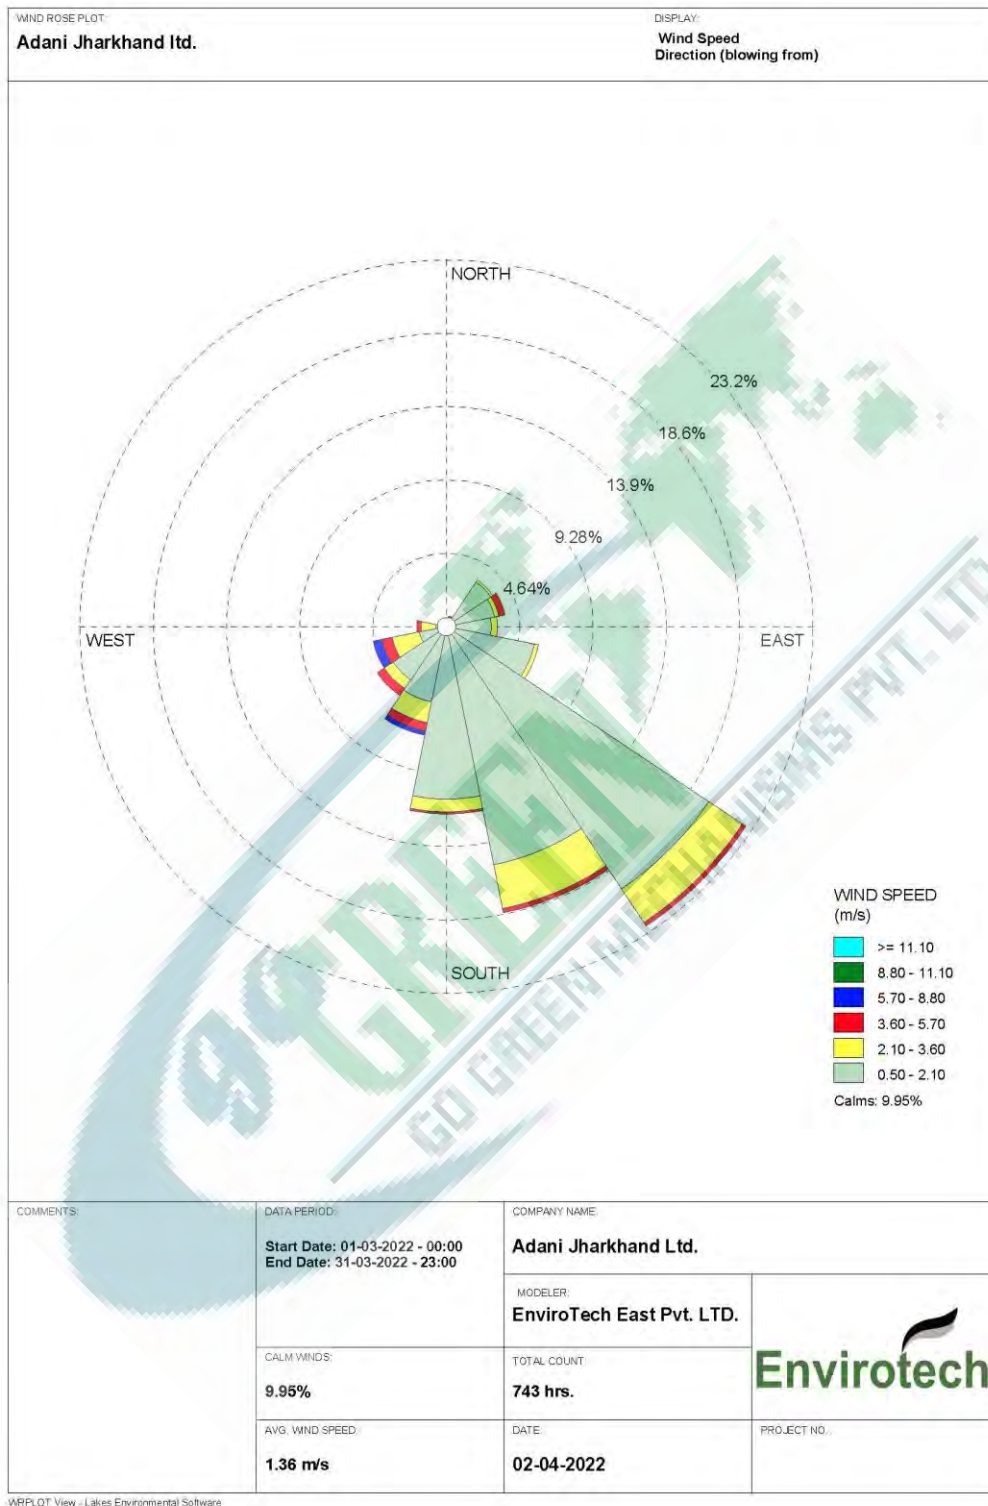 WIND ROSE PLOT:
Adani Jharkhand ltd.
DISPLAY:
Wind Speed
Direction (blowing from)
NORTH
23.2%
18.6%
13.9%
9.28%
4.64%
WEST
EAST
SOUTH
GREEN
GO GREEN MECHANISMS PVT. LTD
WIND SPEED
(m/s)
>= 11.10
8.80 - 11.10
5.70 - 8.80
3.60 - 5.70
2.10 - 3.60
0.50 - 2.10
Calms: 9.95%
COMMENTS:
DATA PERIOD:
Start Date: 01-03-2022 - 00:00
End Date: 31-03-2022 - 23:00
COMPANY NAME:
Adani Jharkhand Ltd.
MODELER:
EnviroTech East Pvt. LTD.
CALM WINDS:
9.95%
TOTAL COUNT:
743 hrs.
Envirotech
AVG. WIND SPEED:
1.36 m/s
DATE:
02-04-2022
PROJECT NO.:
WRPLOT View - Lakes Environmental Software